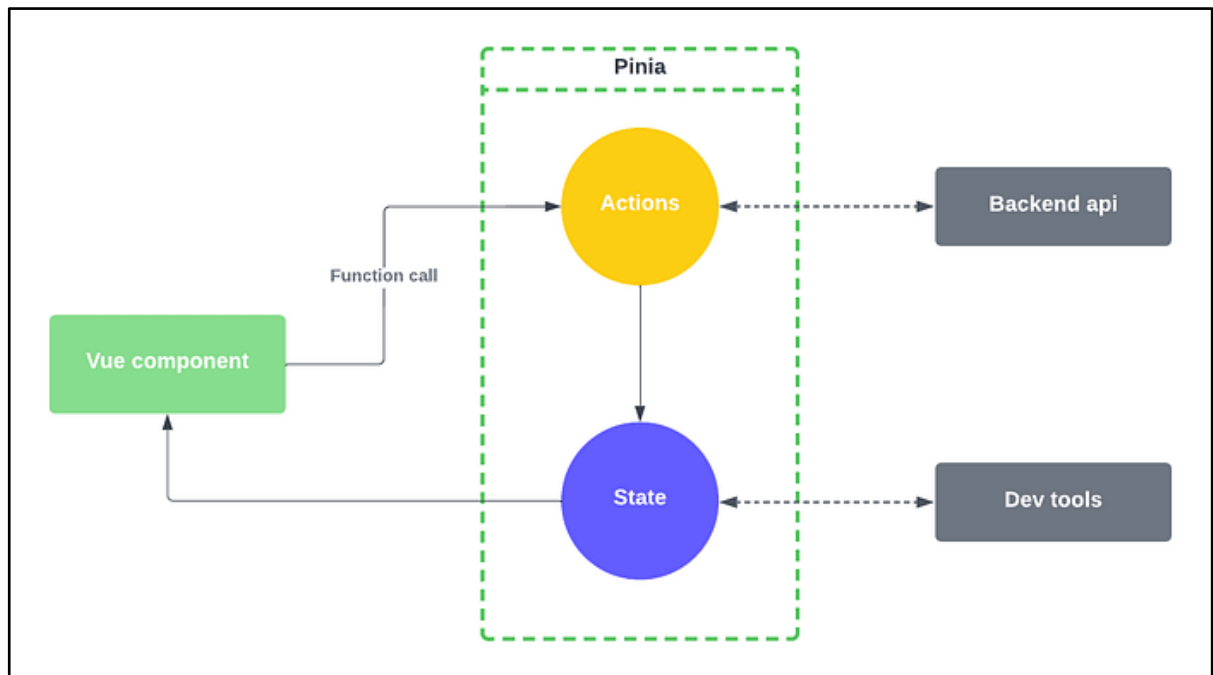 Pinia
Actions
Backend api
Function call
Vue component
State
Dev tools